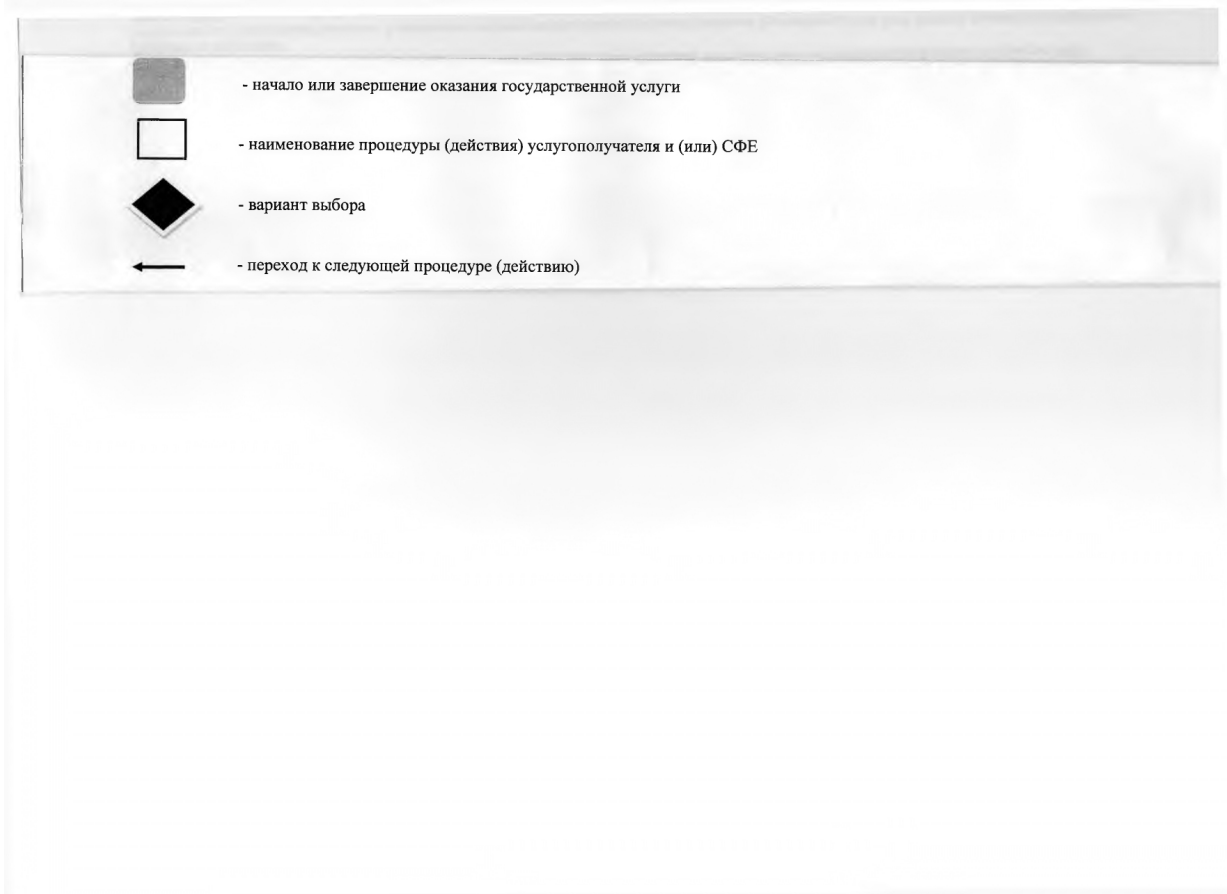 - начало или завершение оказания государственной услуги
- наименование процедуры (действия) услугополучателя и (или) СФЕ
- вариант выбора
- переход к следующей процедуре (действию)